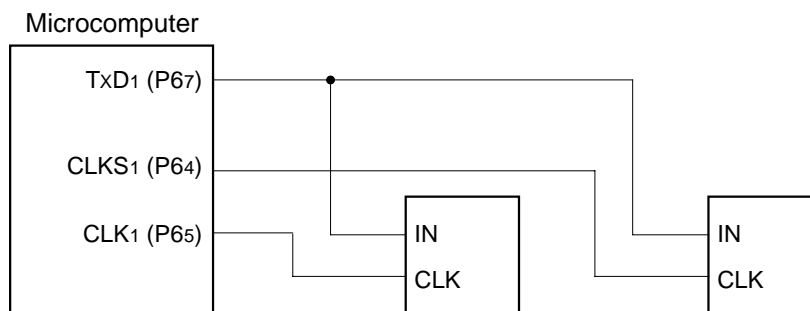 Microcomputer
TXD1 (P67)
CLKS1 (P64)
CLK1 (P65)
IN
CLK
IN
CLK